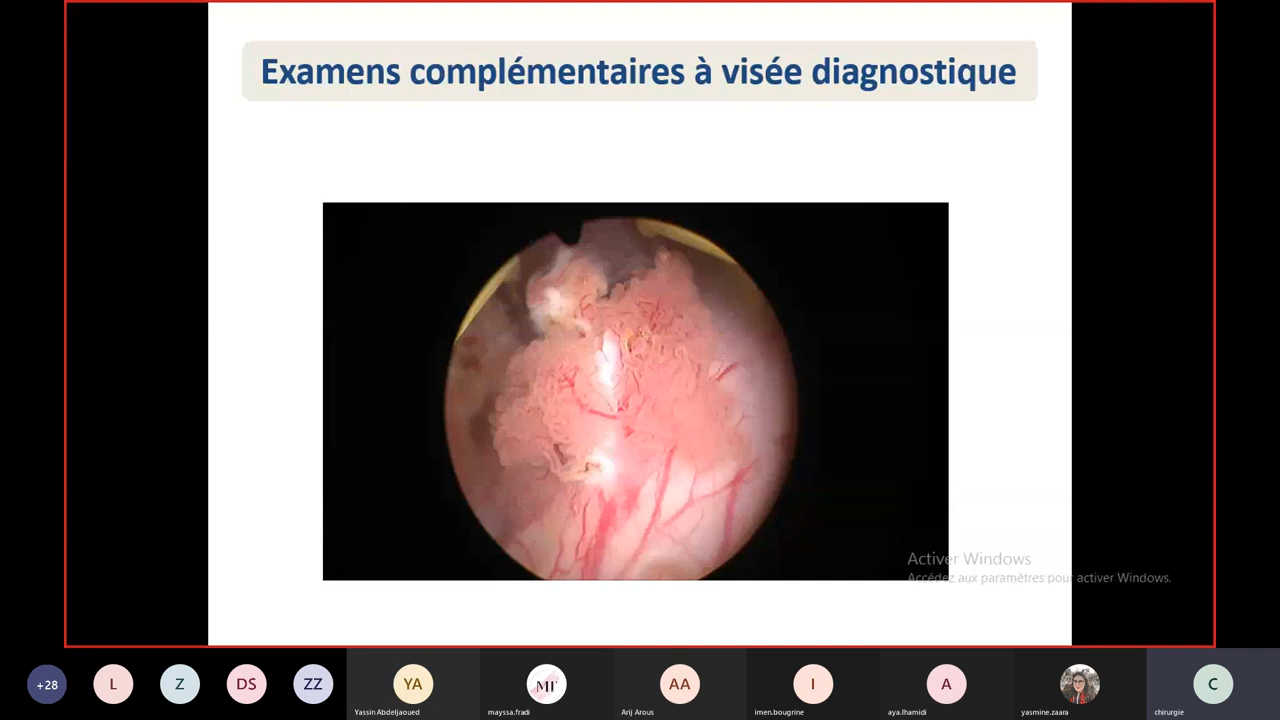 Examens complémentaires à visée diagnostique
Activer Windows
Accédez aux paramètres pour activer Windows.
+28
L
Z
DS
ZZ
YA
MF
AA
I
A
C
Yassin Abdeljaoued
mayssa.fradi
Arij Arous
imen.bougrine
aya.lhamidi
yasmine.zaara
chirurgie